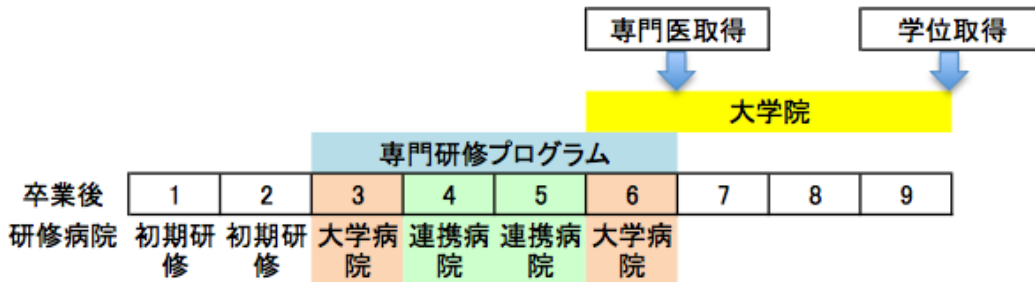 専門医取得 学位取得
大学院
専門研修プログラム
卒業後 1 2 3 4 5 6 7 8 9
研修病院 初期研修 初期研修 大学病院 連携病院 連携病院 大学病院